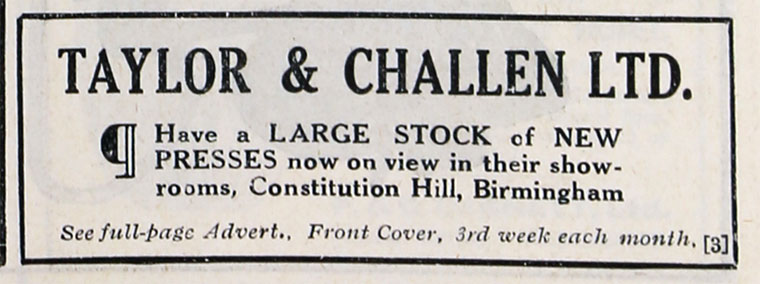 TAYLOR & CHALLEN LTD.
¶ Have a LARGE STOCK of NEW
PRESSES now on view in their show-
rooms, Constitution Hill, Birmingham
See full-page Advert., Front Cover, 3rd week each month. [3]